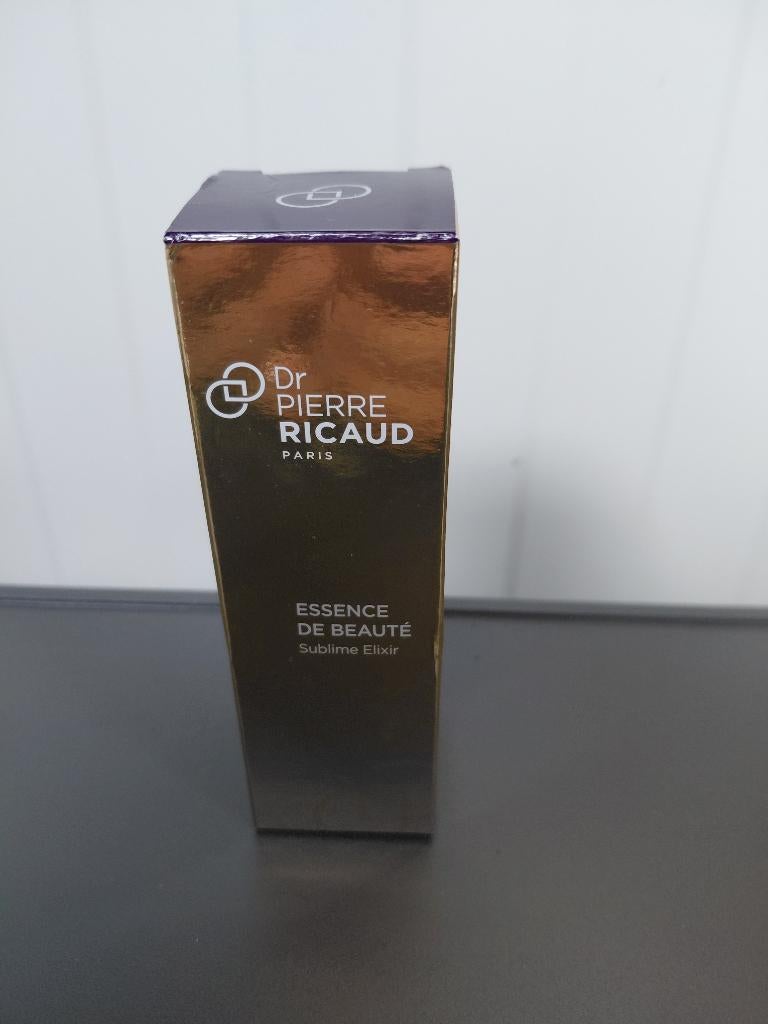 Dr
PIERRE
RICAUD
PARIS
ESSENCE
DE BEAUTÉ
Sublime Elixir